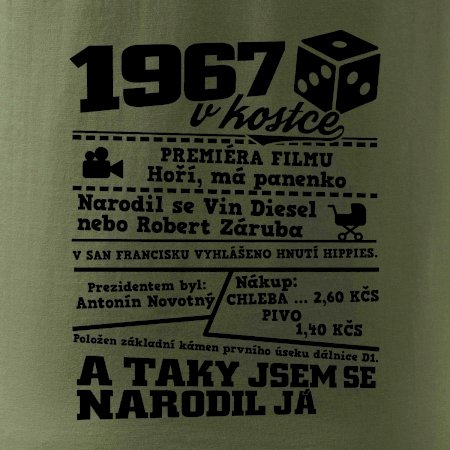 1967
v kostce
PREMIÉRA FILMU
Hoří, má panenko
Narodil se Vin Diesel
nebo Robert Záruba
V SAN FRANCISKU VYHLÁŠENO HNUTÍ HIPPIES.
Prezidentem byl:
Antonín Novotný
Nákup:
CHLEBA ... 2,60 KČS
PIVO
1,40 KČS
Položen základní kámen prvního úseku dálnice D1.
A TAKY JSEM SE
NARODIL JÁ